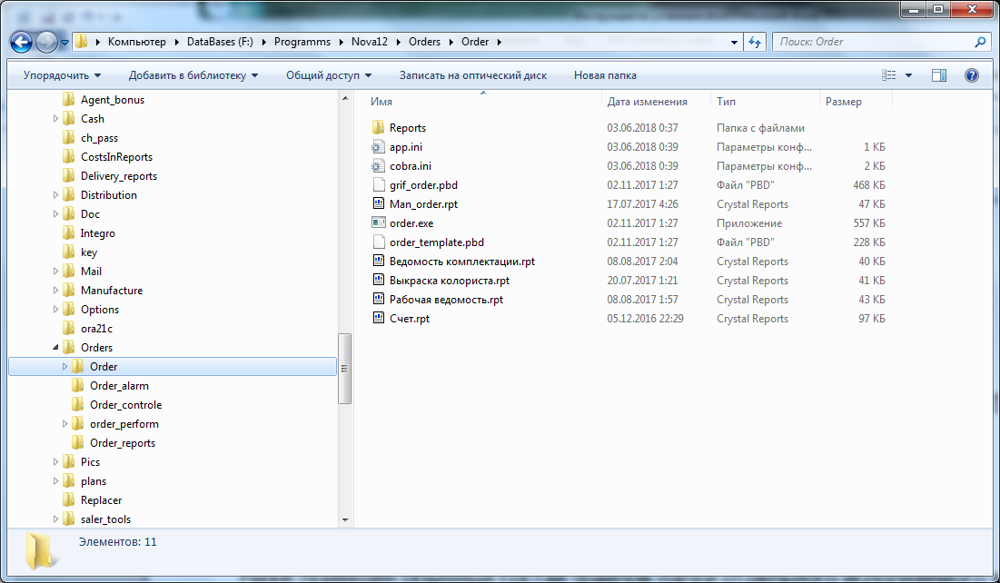 Компьютер DataBases (F:) Programms Nova12 Orders Order
Поиск: Order
Упорядочить Добавить в библиотеку Общий доступ Записать на оптический диск Новая папка
Agent_bonus
Cash
ch_pass
CostsInReports
Delivery_reports
Distribution
Doc
Integro
key
Mail
Manufacture
Options
ora21c
Orders
Order
Order_alarm
Order_controle
order_perform
Order_reports
Pics
plans
Replacer
saler_tools
Имя Дата изменения Тип Размер
Reports 03.06.2018 0:37 Папка с файлами
app.ini 03.06.2018 0:39 Параметры конф... 1 КБ
cobra.ini 03.06.2018 0:39 Параметры конф... 2 КБ
grif_order.pbd 02.11.2017 1:27 Файл "PBD" 468 КБ
Man_order.rpt 17.07.2017 4:26 Crystal Reports 47 КБ
order.exe 02.11.2017 1:27 Приложение 557 КБ
order_template.pbd 02.11.2017 1:27 Файл "PBD" 228 КБ
Ведомость комплектации.rpt 08.08.2017 2:04 Crystal Reports 40 КБ
Выкраска колориста.rpt 20.07.2017 1:21 Crystal Reports 41 КБ
Рабочая ведомость.rpt 08.08.2017 1:57 Crystal Reports 43 КБ
Счет.rpt 05.12.2016 22:29 Crystal Reports 97 КБ
Элементов: 11